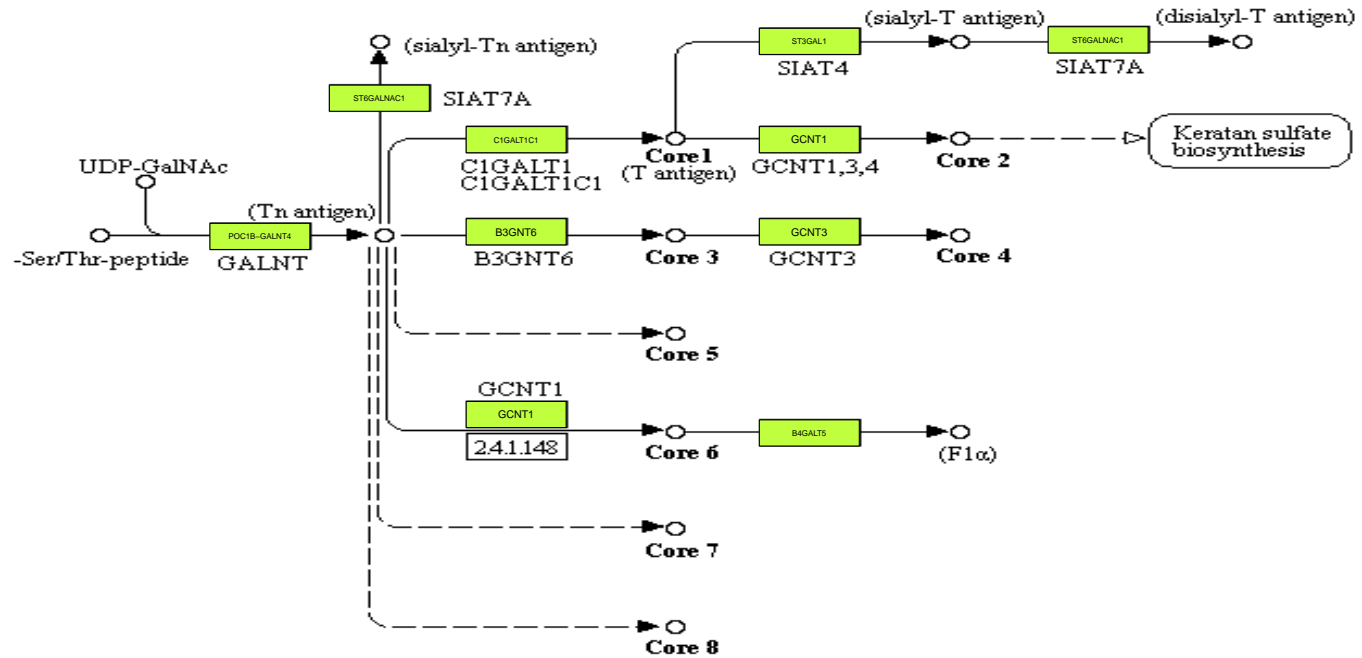 (sialyl-T antigen)
(disialyl-T antigen)
(sialyl-Tn antigen)
ST3GAL1
ST6GALNAC1
SIAT4
SIAT7A
ST6GALNAC1
SIAT7A
C1GALT1C1
GCNT1
Keratan sulfate
biosynthesis
Core1
Core 2
(T antigen)
C1GALT1
C1GALT1C1
GCNT1,3,4
UDP-GalNAc
(Tn antigen)
POC1B-GALNT4
B3GNT6
GCNT3
-Ser/Thr-peptide
GALNT
B3GNT6
Core 3
GCNT3
Core 4
Core 5
GCNT1
GCNT1
B4GALT5
2.4.1.148
Core 6
(F1α)
Core 7
Core 8